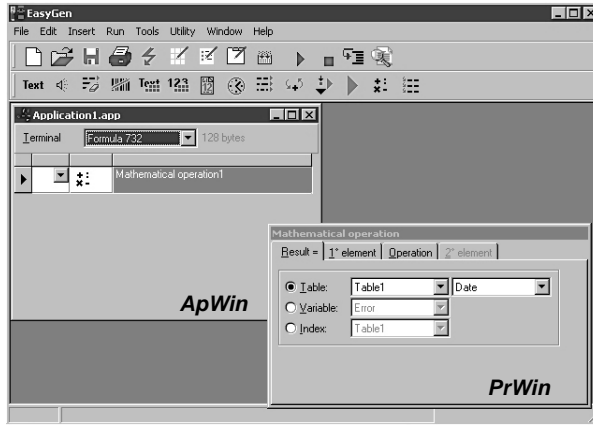 EasyGen
File Edit Insert Run Tools Utility Window Help
Text Text 123 12
Application1.app
Terminal Formula 732 128 bytes
Mathematical operation1
ApWin
Mathematical operation
Result = 1° element Operation 2° element
Table: Table1 Date
Variable: Error
Index: Table1
PrWin